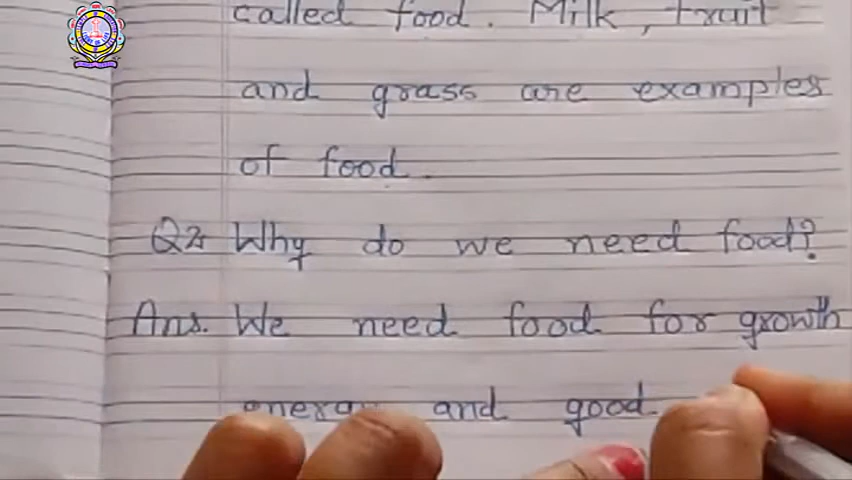 called food. Milk, fruit
and grass are examples
of food.
Q2. Why do we need food?
Ans. We need food for growth
energy and good